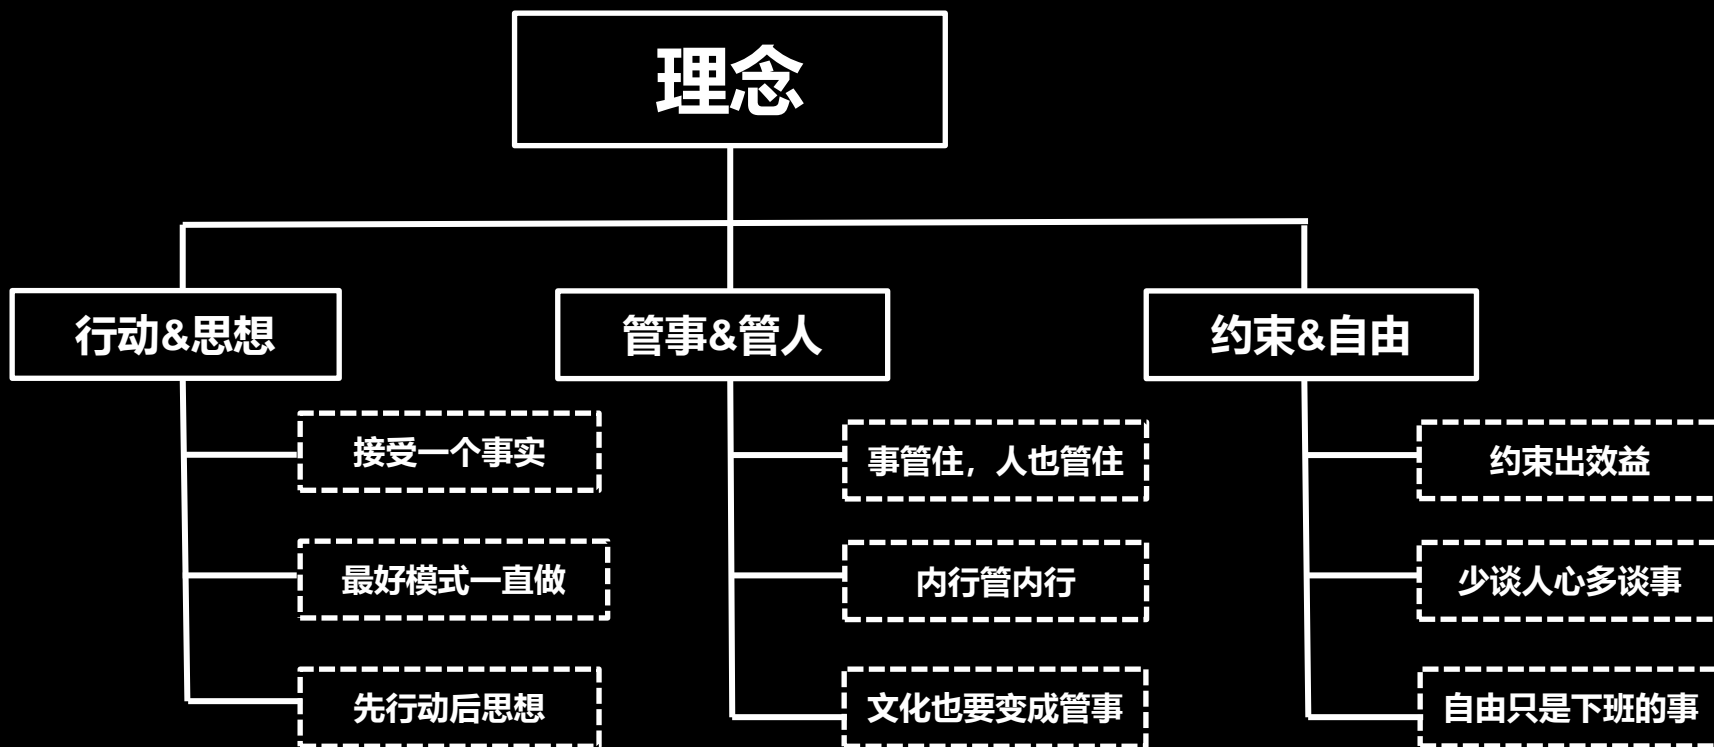 理念
行动&思想
接受一个事实
最好模式一直做
先行动后思想
管事&管人
事管住，人也管住
内行管内行
文化也要变成管事
约束&自由
约束出效益
少谈人心多谈事
自由只是下班的事